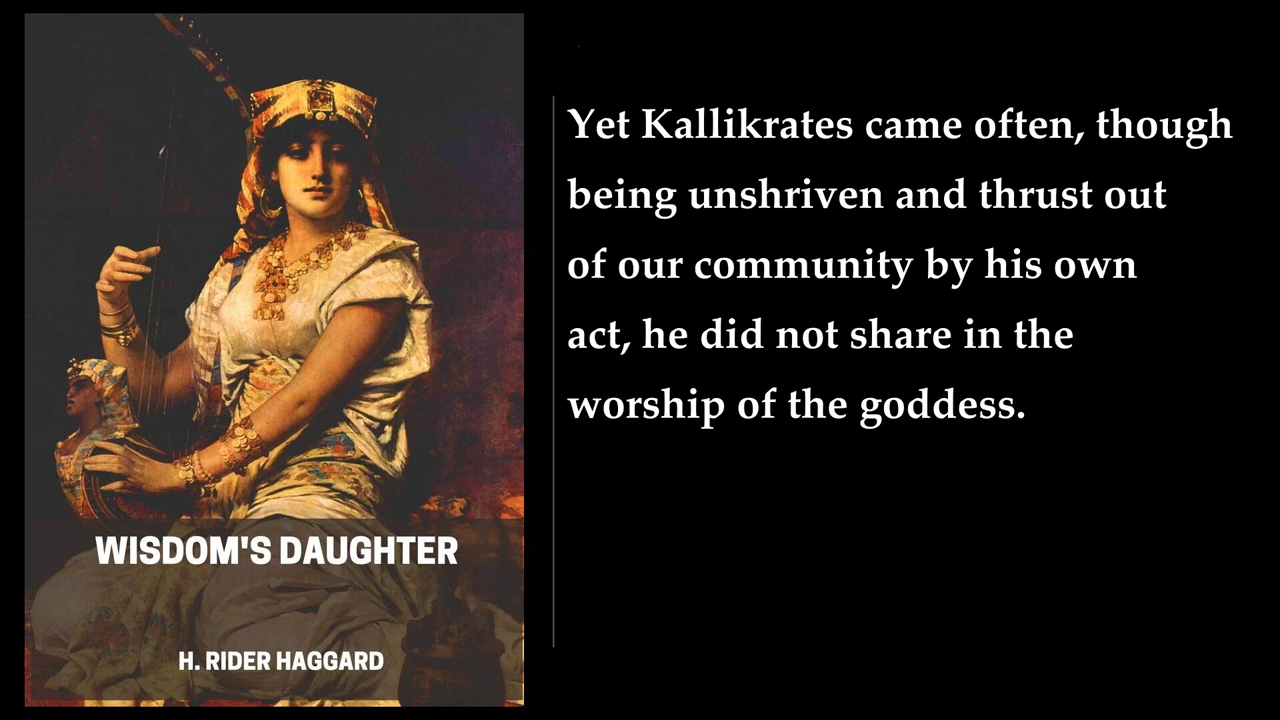 WISDOM'S DAUGHTER
H. RIDER HAGGARD
Yet Kallikrates came often, though
being unshriven and thrust out
of our community by his own
act, he did not share in the
worship of the goddess.